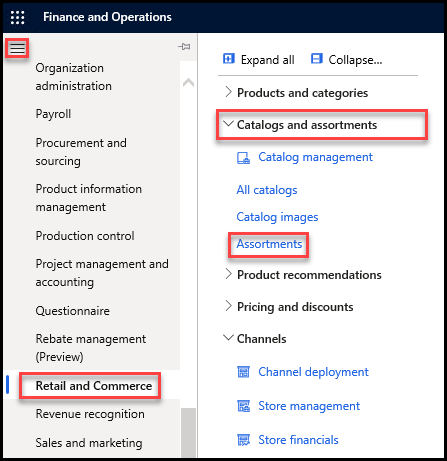 Finance and Operations
Organization
administration
Payroll
Procurement and
sourcing
Product information
management
Production control
Project management and
accounting
Questionnaire
Rebate management
(Preview)
Retail and Commerce
Revenue recognition
Sales and marketing
Expand all
Collapse...
Products and categories
Catalogs and assortments
Catalog management
All catalogs
Catalog images
Assortments
Product recommendations
Pricing and discounts
Channels
Channel deployment
Store management
Store financials